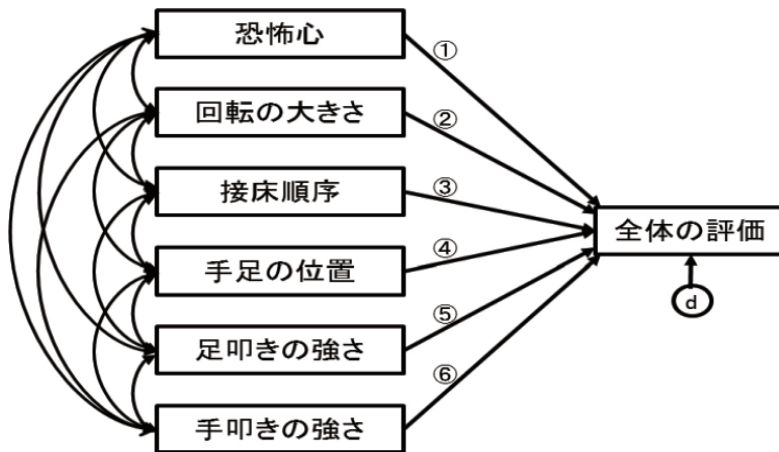 恐怖心
①
回転の大きさ
②
接床順序
③
全体の評価
手足の位置
④
d
足叩きの強さ
⑤
手叩きの強さ
⑥